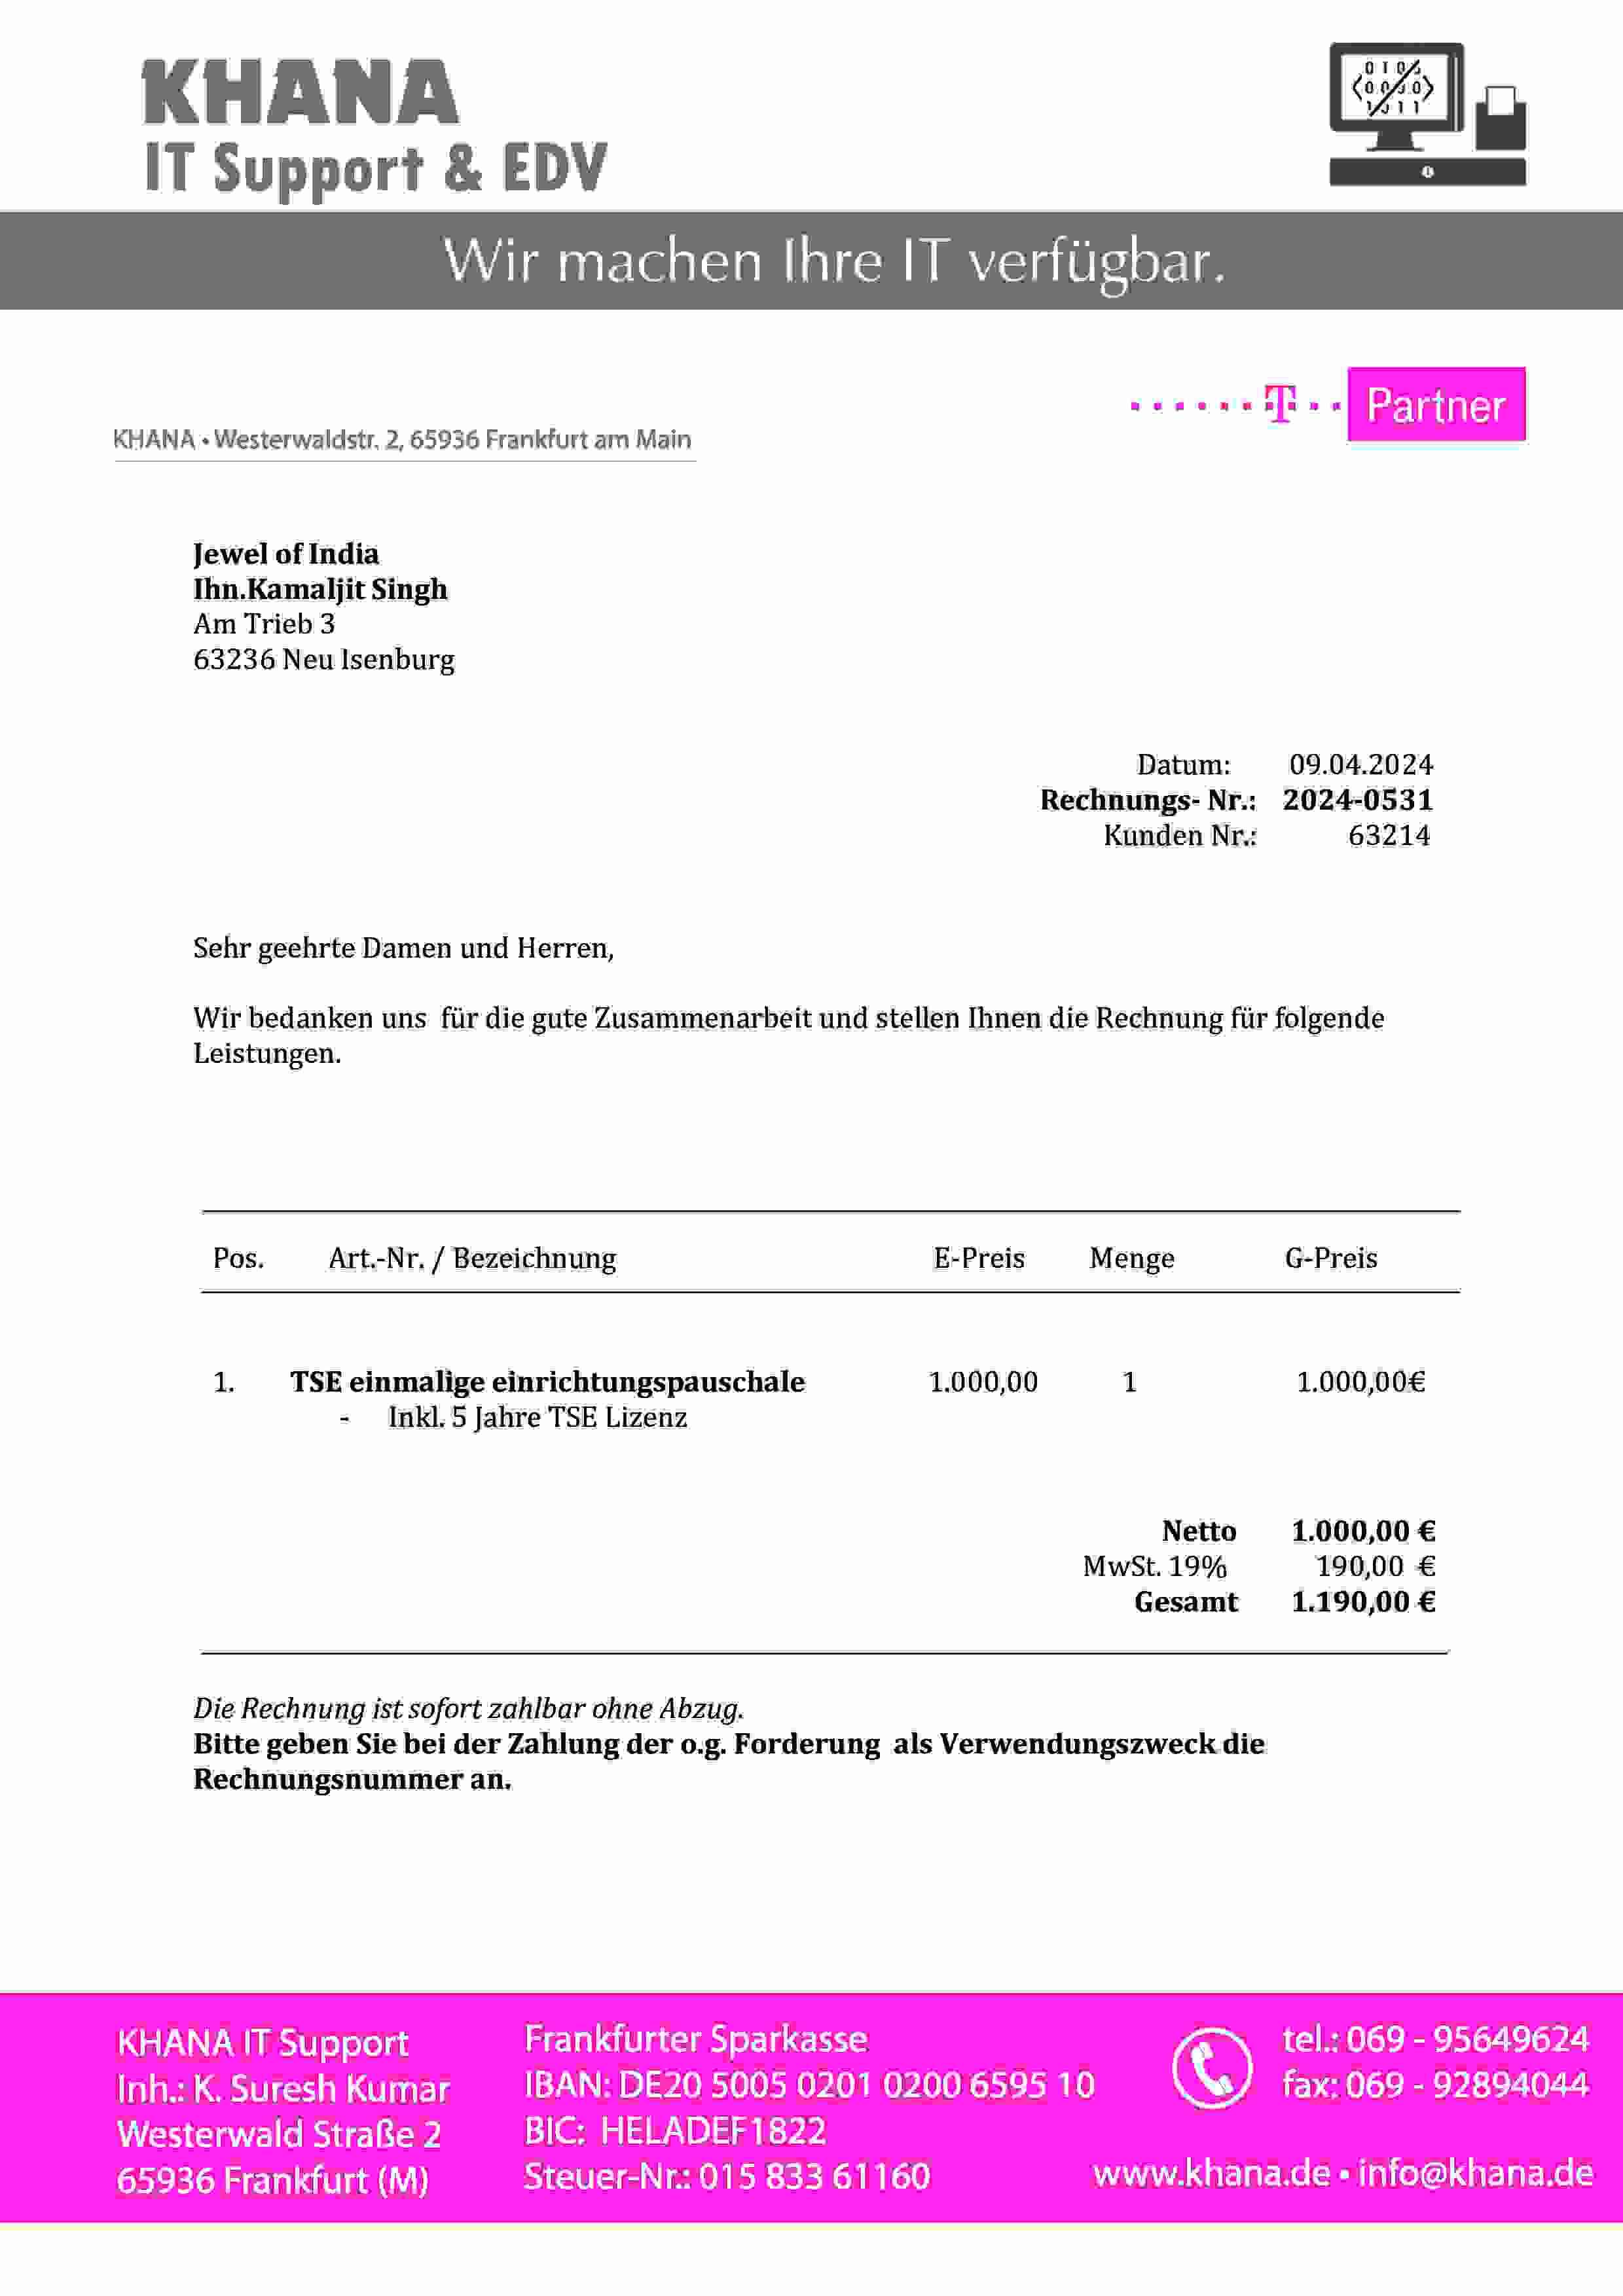 KHANA
IT Support & EDV
Wir machen Ihre IT verfügbar.
T Partner
KHANA • Westerwaldstr. 2, 65936 Frankfurt am Main
Jewel of India
Ihn.Kamaljit Singh
Am Trieb 3
63236 Neu Isenburg
Datum: 09.04.2024
Rechnungs- Nr.: 2024-0531
Kunden Nr.: 63214
Sehr geehrte Damen und Herren,
Wir bedanken uns für die gute Zusammenarbeit und stellen Ihnen die Rechnung für folgende
Leistungen.
Pos. Art.-Nr. / Bezeichnung E-Preis Menge G-Preis
1. TSE einmalige einrichtungspauschale 1.000,00 1 1.000,00€
- Inkl. 5 Jahre TSE Lizenz
Netto 1.000,00 €
MwSt. 19% 190,00 €
Gesamt 1.190,00 €
Die Rechnung ist sofort zahlbar ohne Abzug.
Bitte geben Sie bei der Zahlung der o.g. Forderung als Verwendungszweck die
Rechnungsnummer an.
KHANA IT Support
Inh.: K. Suresh Kumar
Westerwald Straße 2
65936 Frankfurt (M)
Frankfurter Sparkasse
IBAN: DE20 5005 0201 0200 6595 10
BIC: HELADEF1822
Steuer-Nr.: 015 833 61160
tel.: 069 - 95649624
fax: 069 - 92894044
www.khana.de • info@khana.de